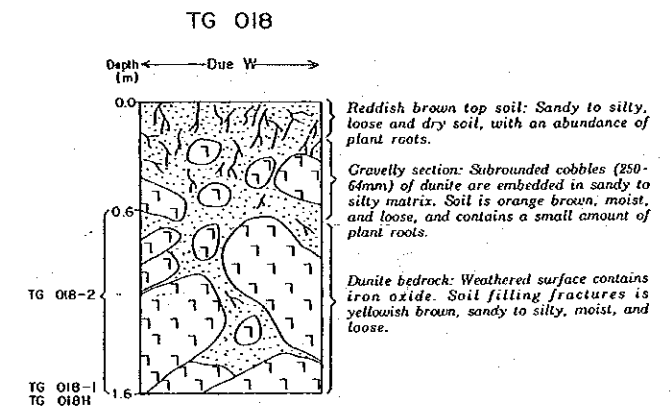 TG 018
Depth
(m)
Due W
0.0
Reddish brown top soil: Sandy to silty,
loose and dry soil, with an abundance of
plant roots.
Gravelly section: Subrounded cobbles (250-
64mm) of dunite are embedded in sandy to
silty matrix. Soil is orange brown, moist,
and loose, and contains a small amount of
plant roots.
0.6
TG 018-2
Dunite bedrock: Weathered surface contains
iron oxide. Soil filling fractures is
yellowish brown, sandy to silty, moist, and
loose.
TG 018-1
TG 018H
1.6